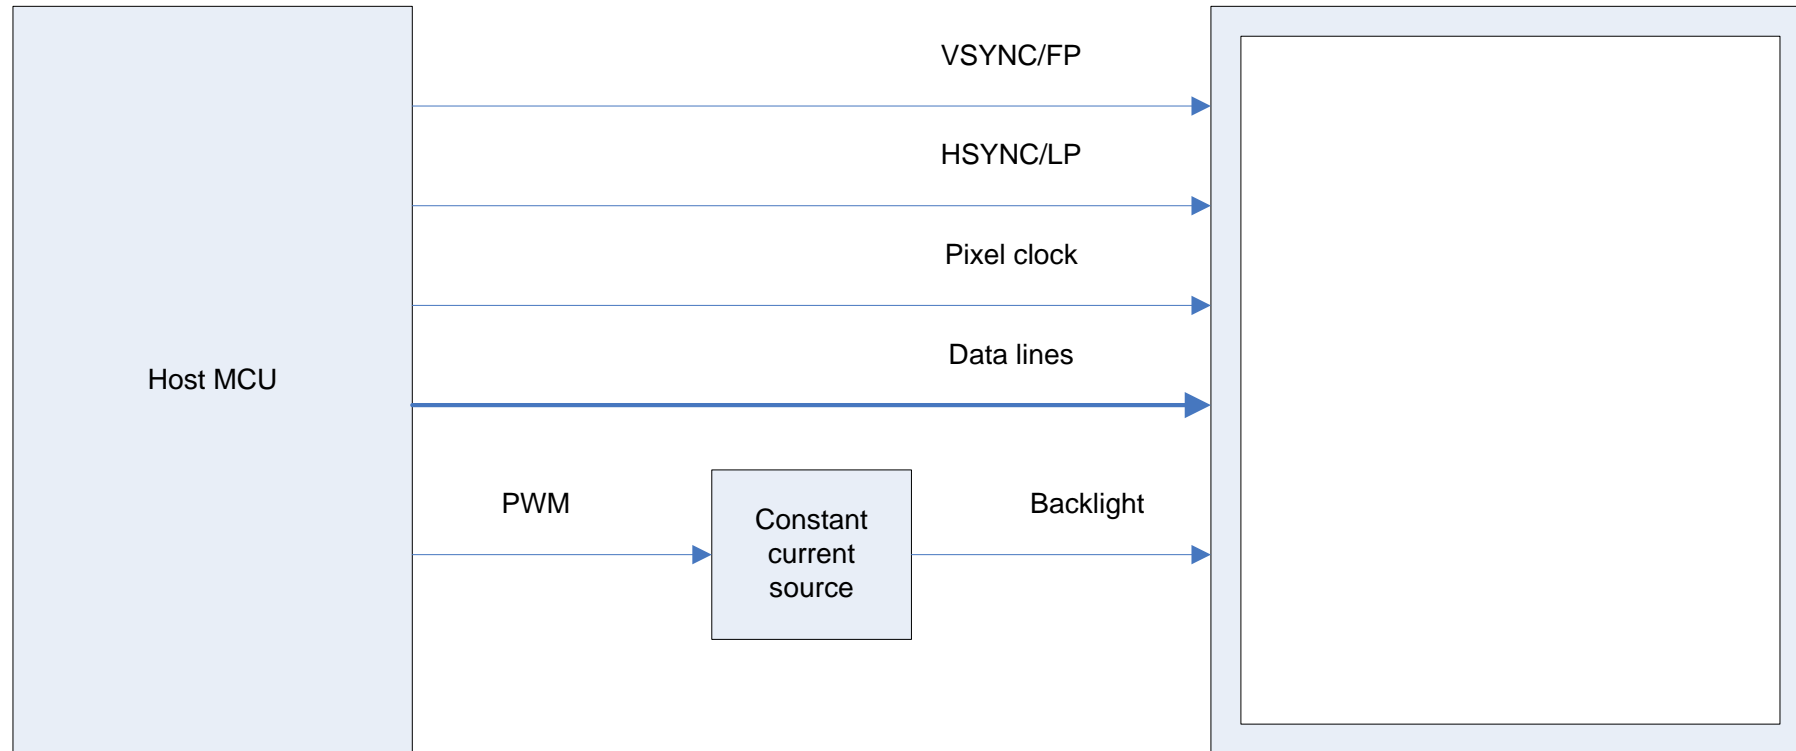 VSYNC/FP
HSYNC/LP
Pixel clock
Data lines
Host MCU
PWM
Constant
current
source
Backlight